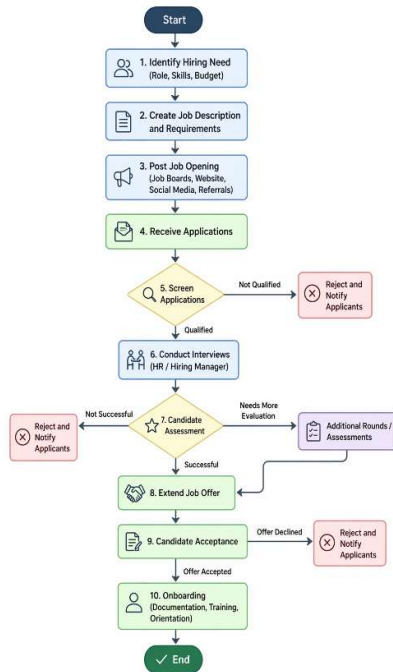 Start
1. Identify Hiring Need
(Role, Skills, Budget)
2. Create Job Description
and Requirements
3. Post Job Opening
(Job Boards, Website,
Social Media, Referrals)
4. Receive Applications
5. Screen
Applications
Not Qualified
Reject and
Notify
Applicants
Qualified
6. Conduct Interviews
(HR / Hiring Manager)
Not Successful
Reject and
Notify
Applicants
7. Candidate
Assessment
Needs More
Evaluation
Additional Rounds /
Assessments
Successful
8. Extend Job Offer
9. Candidate Acceptance
Offer Declined
Reject and
Notify
Applicants
Offer Accepted
10. Onboarding
(Documentation, Training,
Orientation)
End